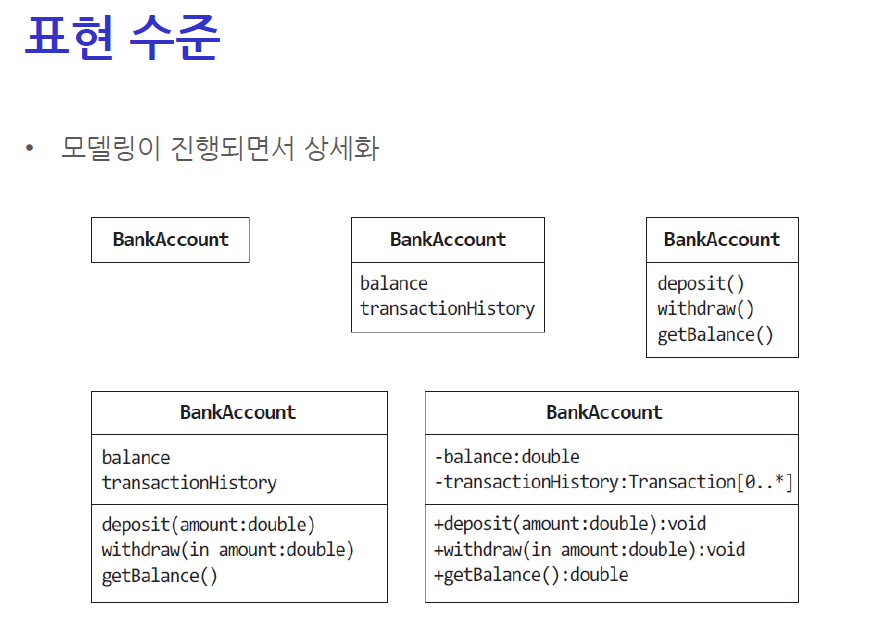 표현 수준
• 모델링이 진행되면서 상세화
BankAccount
BankAccount
balance
transactionHistory
BankAccount
deposit()
withdraw()
getBalance()
BankAccount
balance
transactionHistory
deposit(amount:double)
withdraw(in amount:double)
getBalance()
BankAccount
-balance:double
-transactionHistory:Transaction[0..*]
+deposit(amount:double):void
+withdraw(in amount:double):void
+getBalance():double